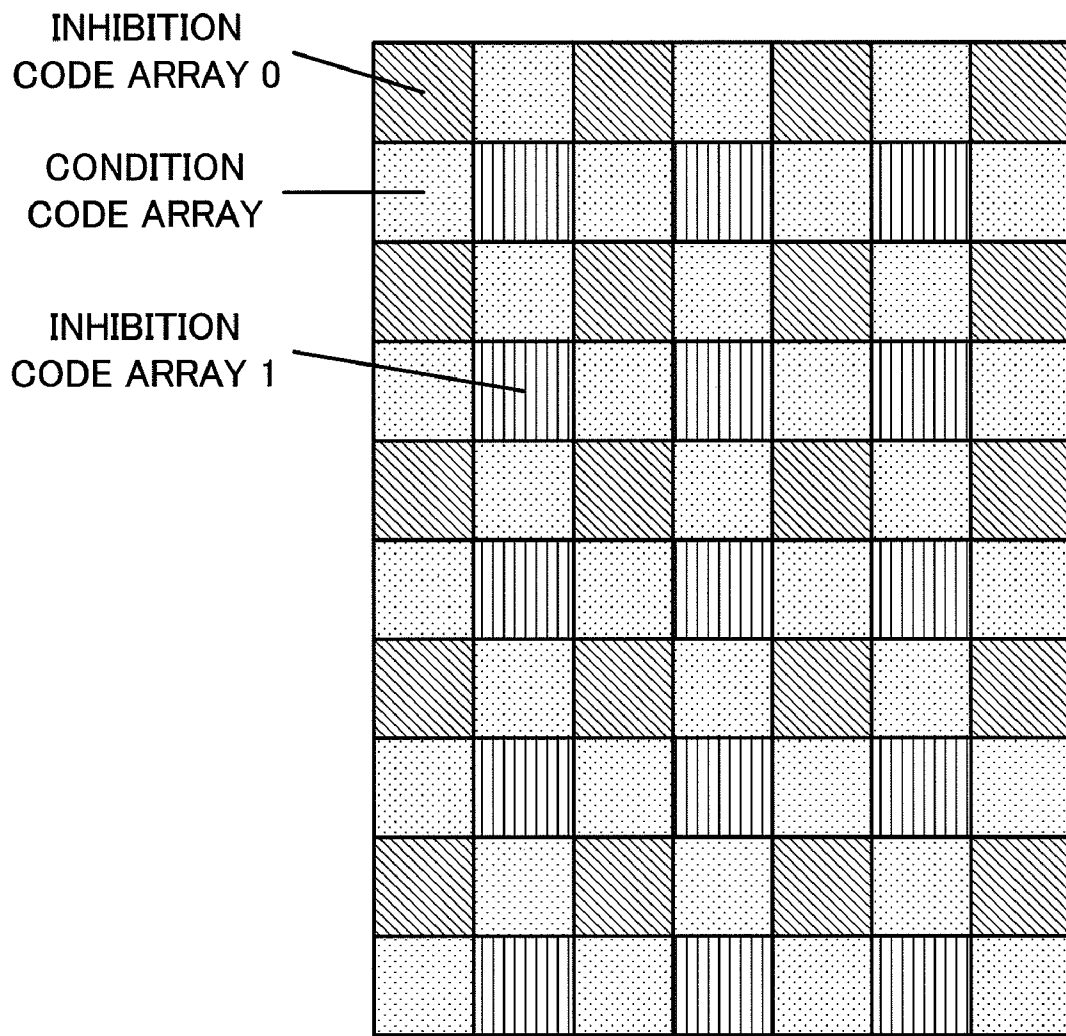 INHIBITION
CODE ARRAY 0
CONDITION
CODE ARRAY
INHIBITION
CODE ARRAY 1